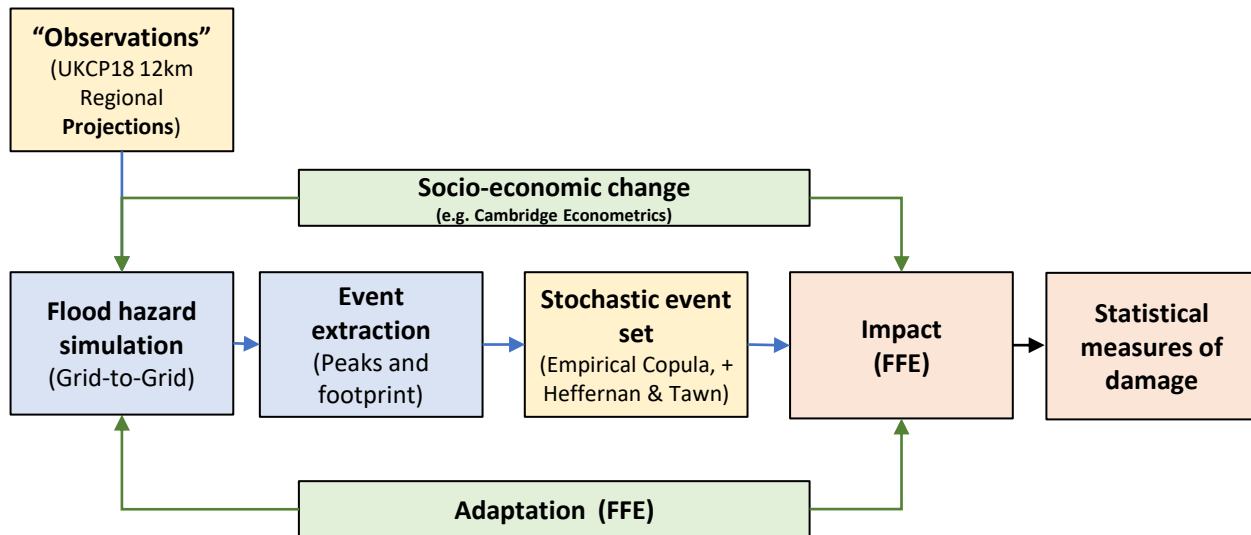 “Observations”
(UKCP18 12km
Regional
Projections)
Socio-economic change
(e.g. Cambridge Econometrics)
Flood hazard
simulation
(Grid-to-Grid)
Event
extraction
(Peaks and
footprint)
Stochastic event
set
(Empirical Copula, +
Heffernan & Tawn)
Impact
(FFE)
Statistical
measures of
damage
Adaptation (FFE)